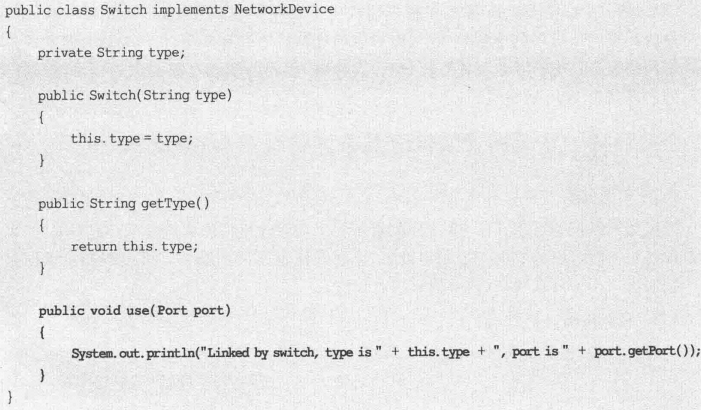 public class Switch implements NetworkDevice
{
    private String type;
    public Switch(String type)
    {
        this.type = type;
    }
    public String getType()
    {
        return this.type;
    }
    public void use(Port port)
    {
        System.out.println("Linked by switch, type is " + this.type + ", port is " + port.getPort());
    }
}